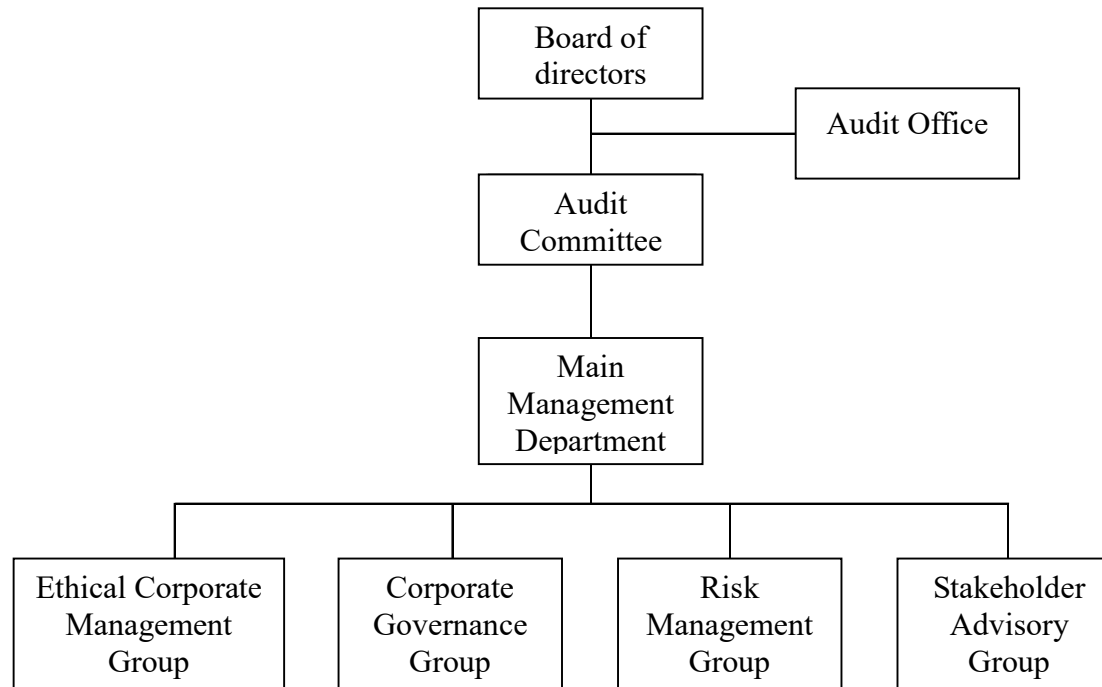 Board of
directors
Audit Office
Audit
Committee
Main
Management
Department
Ethical Corporate
Management
Group
Corporate
Governance
Group
Risk
Management
Group
Stakeholder
Advisory
Group